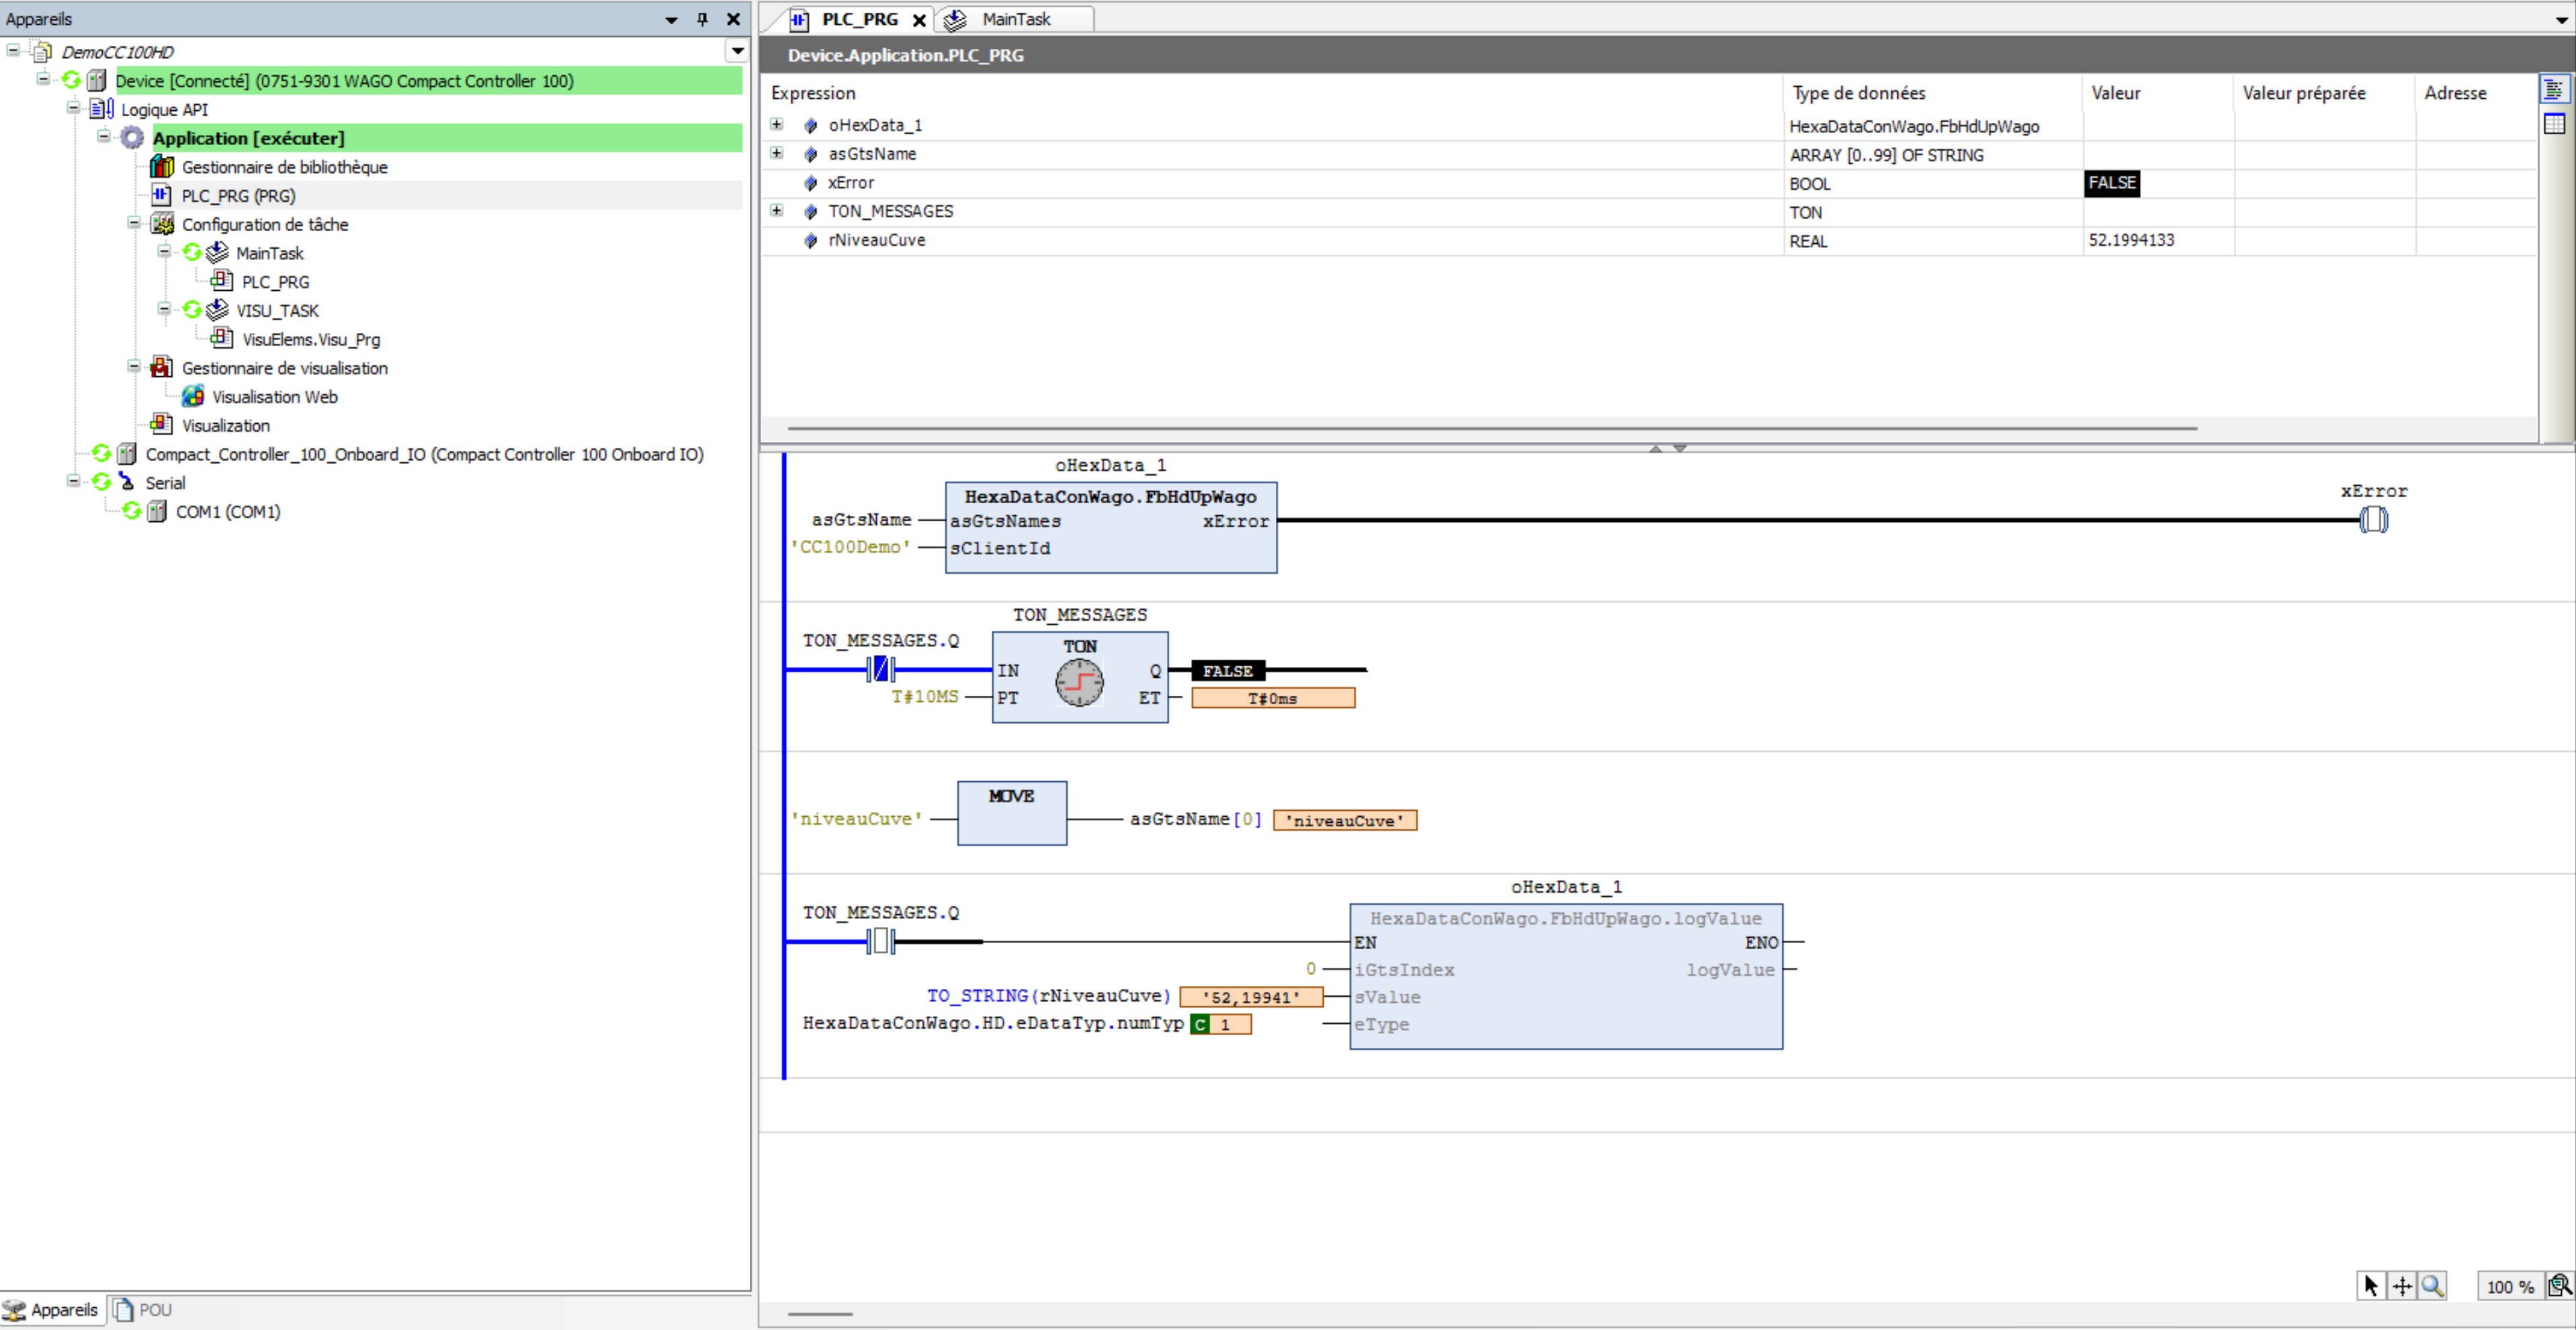 Appareils
DemoCC100HD
Device [Connecté] (0751-9301 WAGO Compact Controller 100)
Logique API
Application [exécuter]
Gestionnaire de bibliothèque
PLC_PRG (PRG)
Configuration de tâche
MainTask
PLC_PRG
VISU_TASK
VisuElems.Visu_Prg
Gestionnaire de visualisation
Visualisation Web
Visualization
Compact_Controller_100_Onboard_IO (Compact Controller 100 Onboard IO)
Serial
COM1 (COM1)
Appareils POU
PLC_PRG MainTask
Device.Application.PLC_PRG
Expression Type de données Valeur Valeur préparée Adresse
oHexData_1 HexaDataConWago.FbHdUpWago
asGtsName ARRAY [0..99] OF STRING
xError BOOL FALSE
TON_MESSAGES TON
rNiveauCuve REAL 52.1994133
oHexData_1
HexaDataConWago.FbHdUpWago xError
asGtsName asGtsNames xError
'CC100Demo' sClientId
TON_MESSAGES
TON_MESSAGES.Q TON
IN Q FALSE
T#10MS PT ET T#0ms
MOVE
'niveauCuve' asGtsName[0] 'niveauCuve'
oHexData_1
TON_MESSAGES.Q HexaDataConWago.FbHdUpWago.logValue
EN ENO
0 iGtsIndex logValue
TO_STRING(rNiveauCuve) '52,19941' sValue
HexaDataConWago.HD.eDataTyp.numTyp C 1 eType
100 %